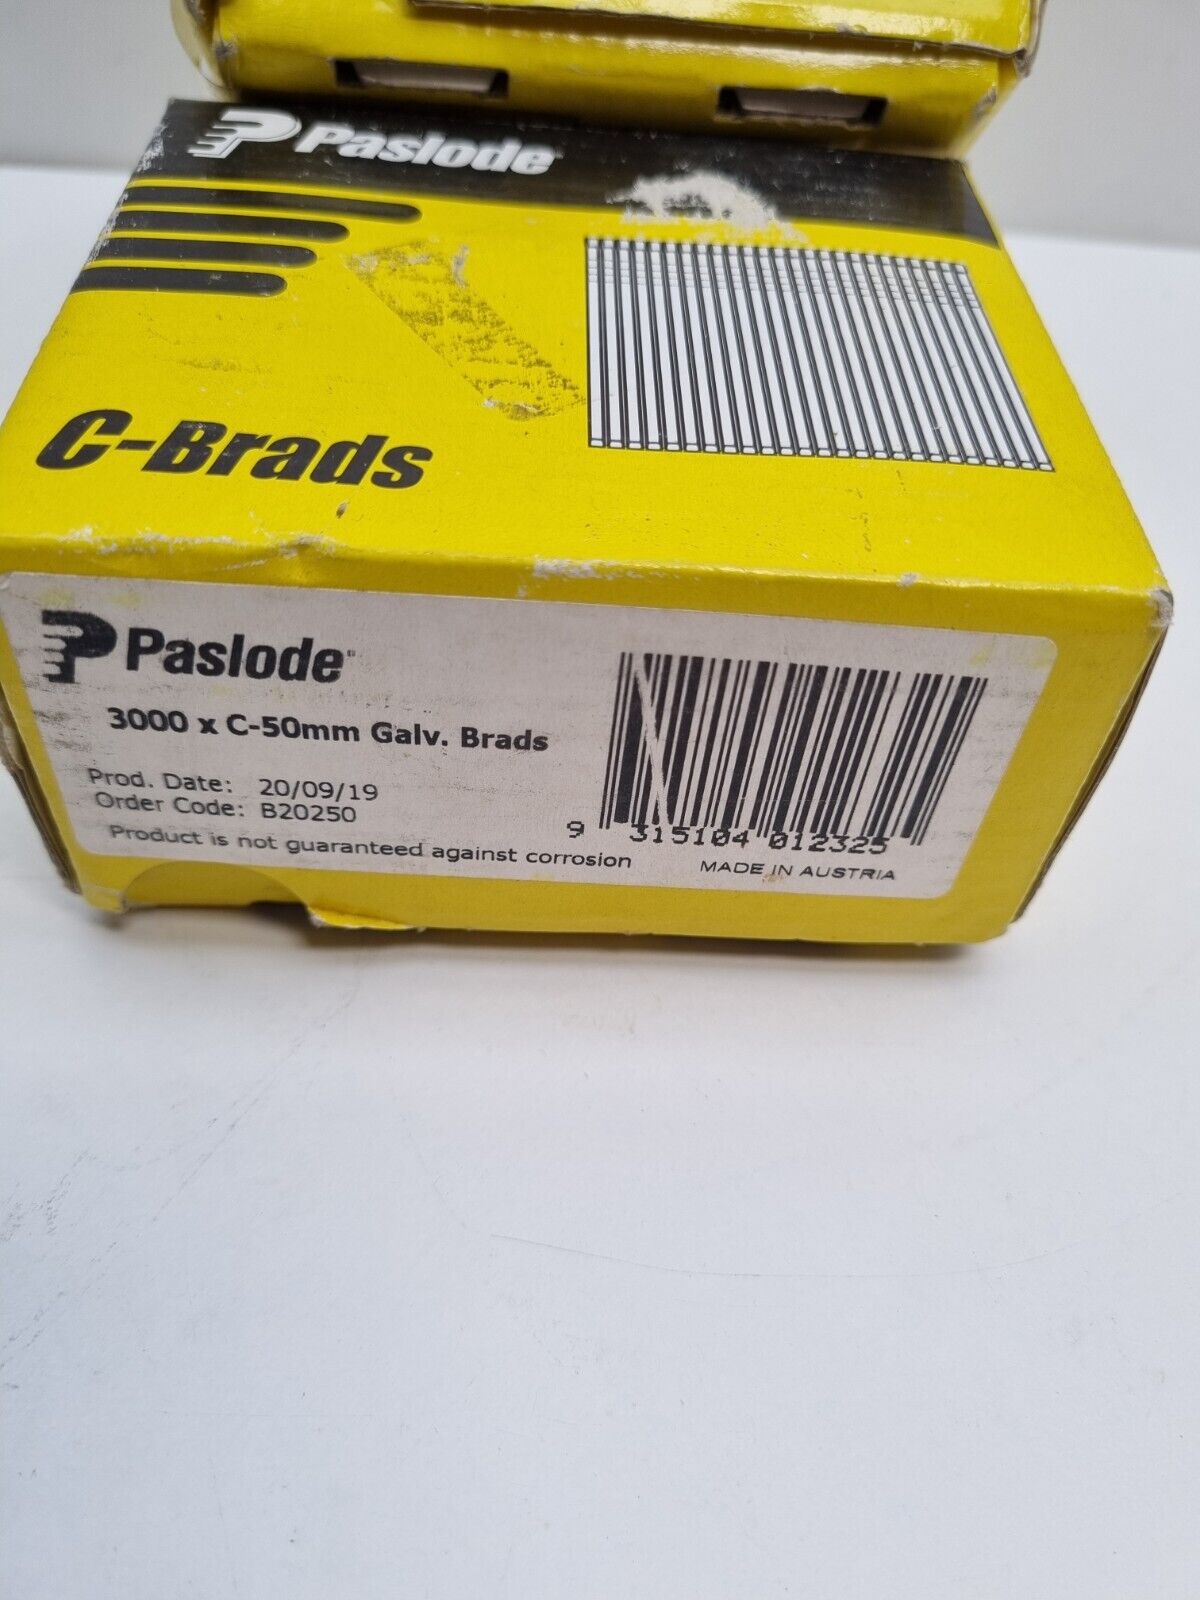 Paslode
C-Brads
Paslode
3000 x C-50mm Galv. Brads
Prod. Date: 20/09/19
Order Code: B20250
Product is not guaranteed against corrosion
9 315104 012325
MADE IN AUSTRIA